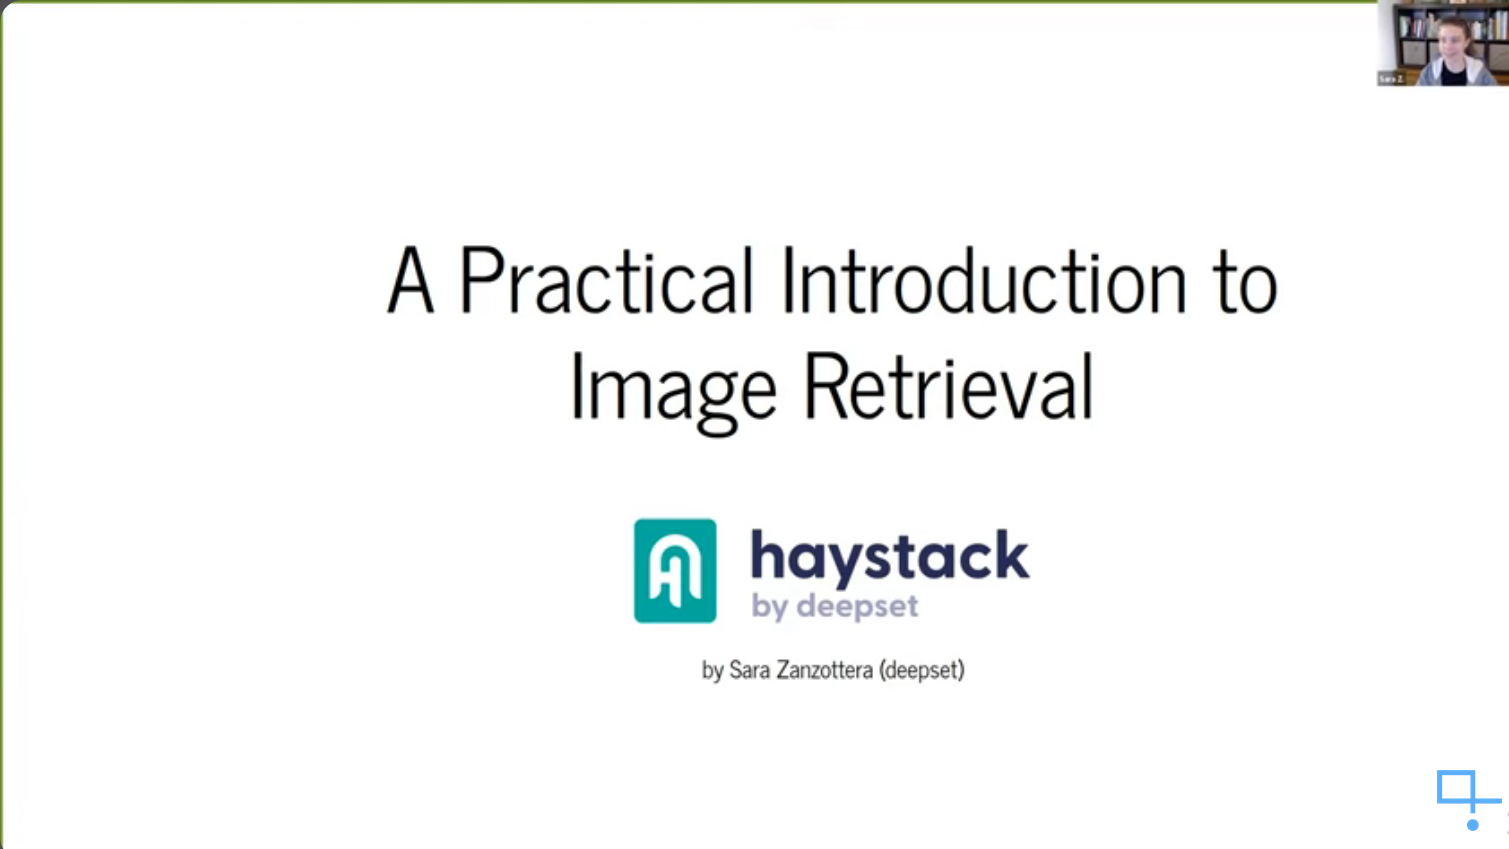 A Practical Introduction to
Image Retrieval
haystack
by deepset
by Sara Zanzottera (deepset)
Sara Z.